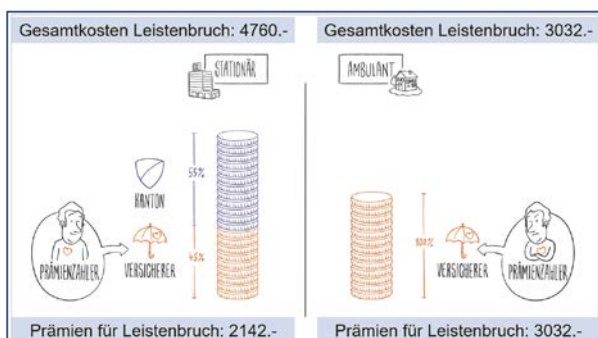 Gesamtkosten Leistenbruch: 4760.-
STATIONÄR
55%
KANTON
45%
PRÄMIENZAHLER
VERSICHERER
Prämien für Leistenbruch: 2142.-
Gesamtkosten Leistenbruch: 3032.-
AMBULANT
100%
VERSICHERER
PRÄMIENZAHLER
Prämien für Leistenbruch: 3032.-